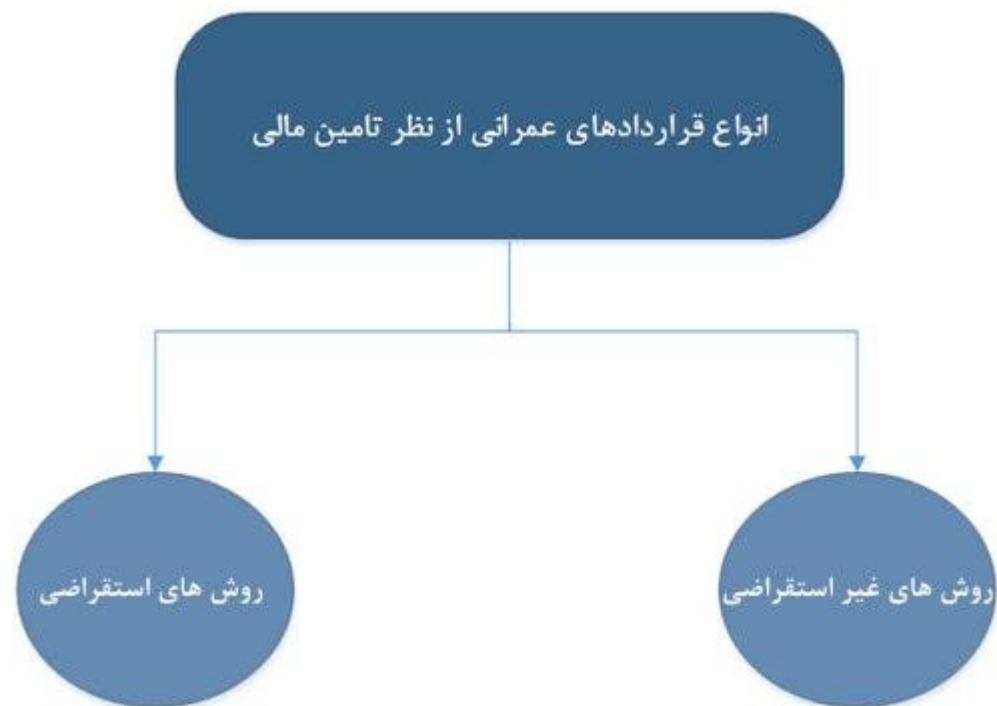 انواع قراردادهای عمرانی از نظر تامین مالی
روش های غیر استقراضی
روش های استقراضی